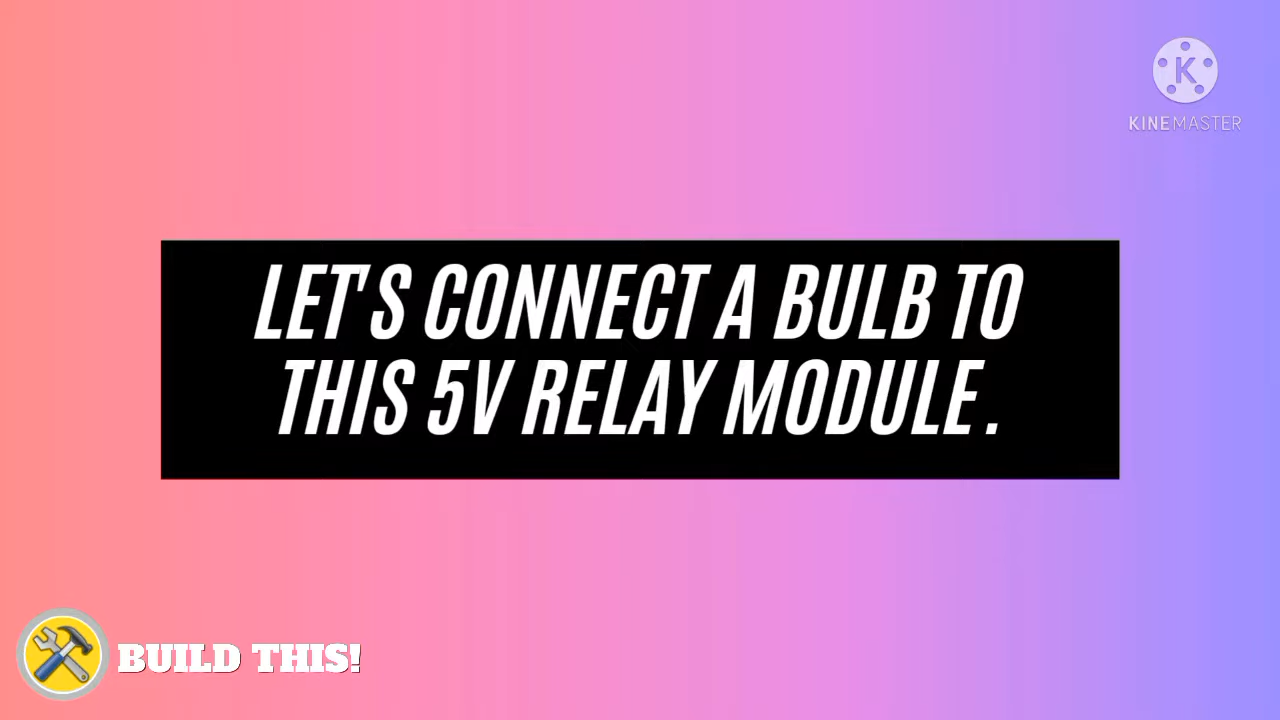 K
KINEMASTER
LET'S CONNECT A BULB TO
THIS 5V RELAY MODULE.
BUILD THIS!